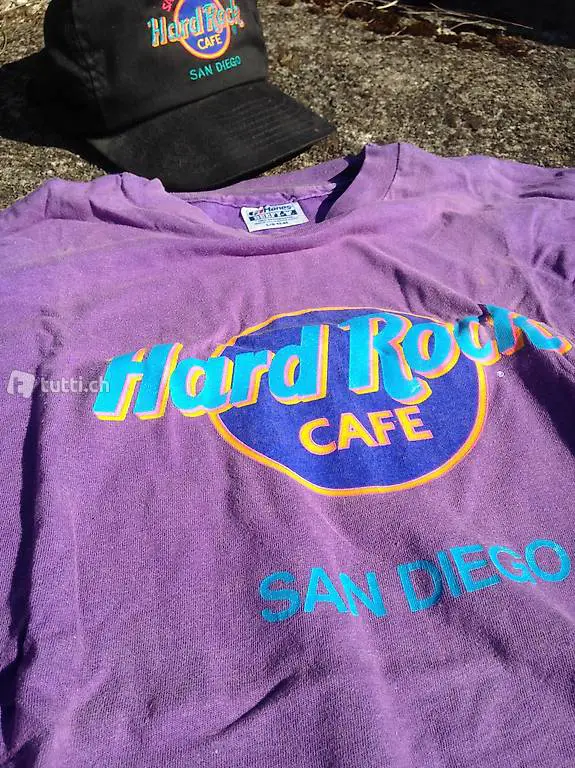 Hard Rock
CAFE
SAN DIEGO
Hanes
tutti.ch
Hard Rock
CAFE
SAN DIEGO